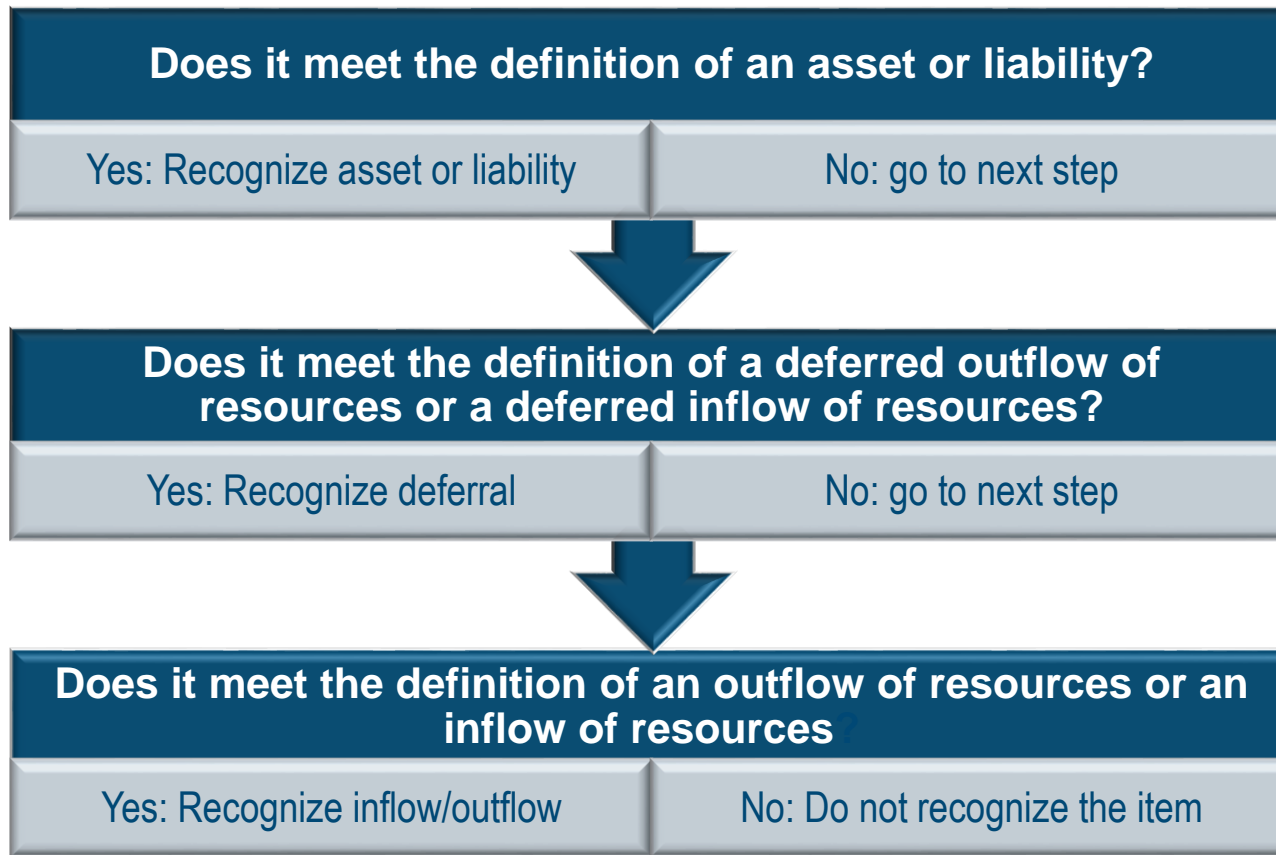 Does it meet the definition of an asset or liability?
Yes: Recognize asset or liability
No: go to next step
Does it meet the definition of a deferred outflow of
resources or a deferred inflow of resources?
Yes: Recognize deferral
No: go to next step
Does it meet the definition of an outflow of resources or an
inflow of resources?
Yes: Recognize inflow/outflow
No: Do not recognize the item